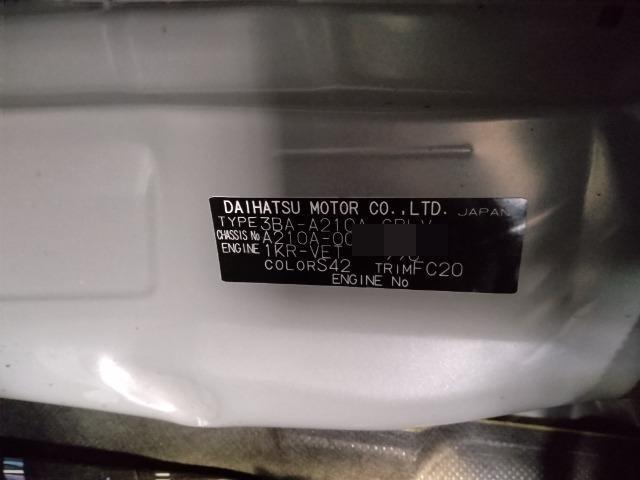 DAIHATSU MOTOR CO.,LTD. JAPAN
TYPE 3BA-A210A
CHASSIS No A210A-00
ENGINE 1KR-VET
COLOR S42 TRIM FC20
ENGINE No